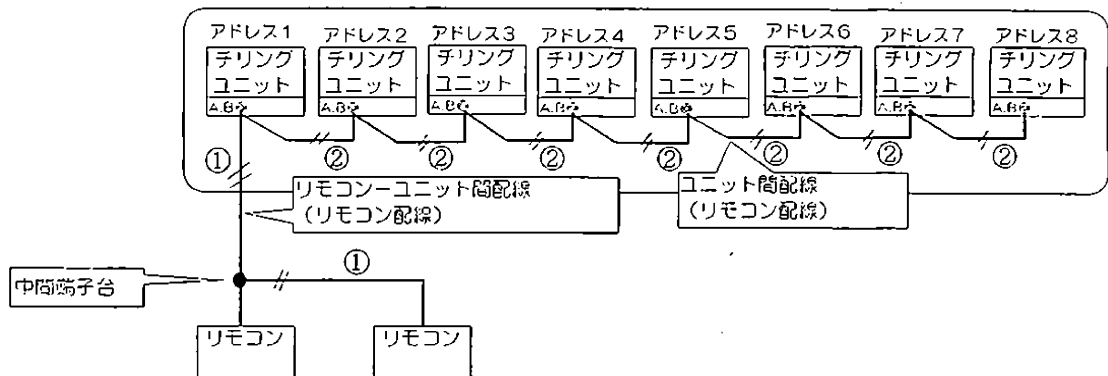 アドレス1 アドレス2 アドレス3 アドレス4 アドレス5 アドレス6 アドレス7 アドレス8
チリング チリング チリング チリング チリング チリング チリング チリング
ユニット ユニット ユニット ユニット ユニット ユニット ユニット ユニット
A.B A.B A.B A.B A.B A.B A.B A.B
① ② ② ② ② ② ② ②
リモコンーユニット間配線
(リモコン配線)
ユニット間配線
(リモコン配線)
①
中間端子台
リモコン リモコン